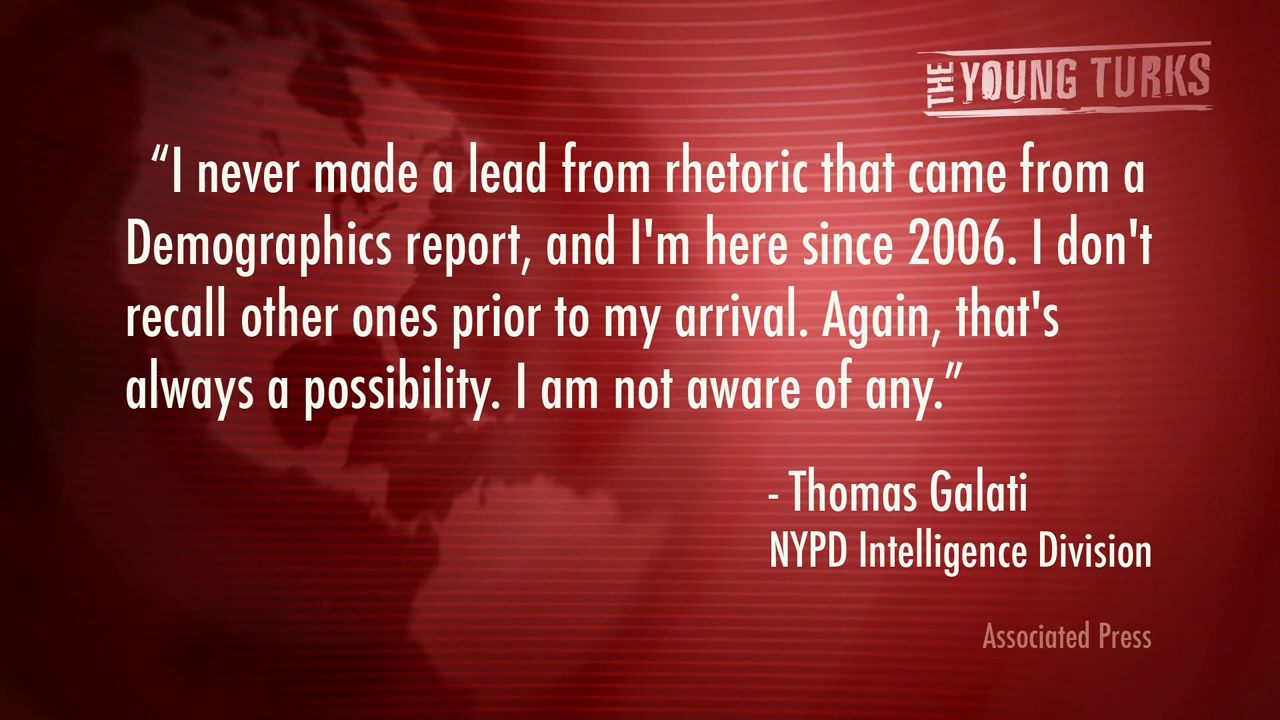 THE YOUNG TURKS
“I never made a lead from rhetoric that came from a
Demographics report, and I'm here since 2006. I don't
recall other ones prior to my arrival. Again, that's
always a possibility. I am not aware of any.”
- Thomas Galati
NYPD Intelligence Division
Associated Press